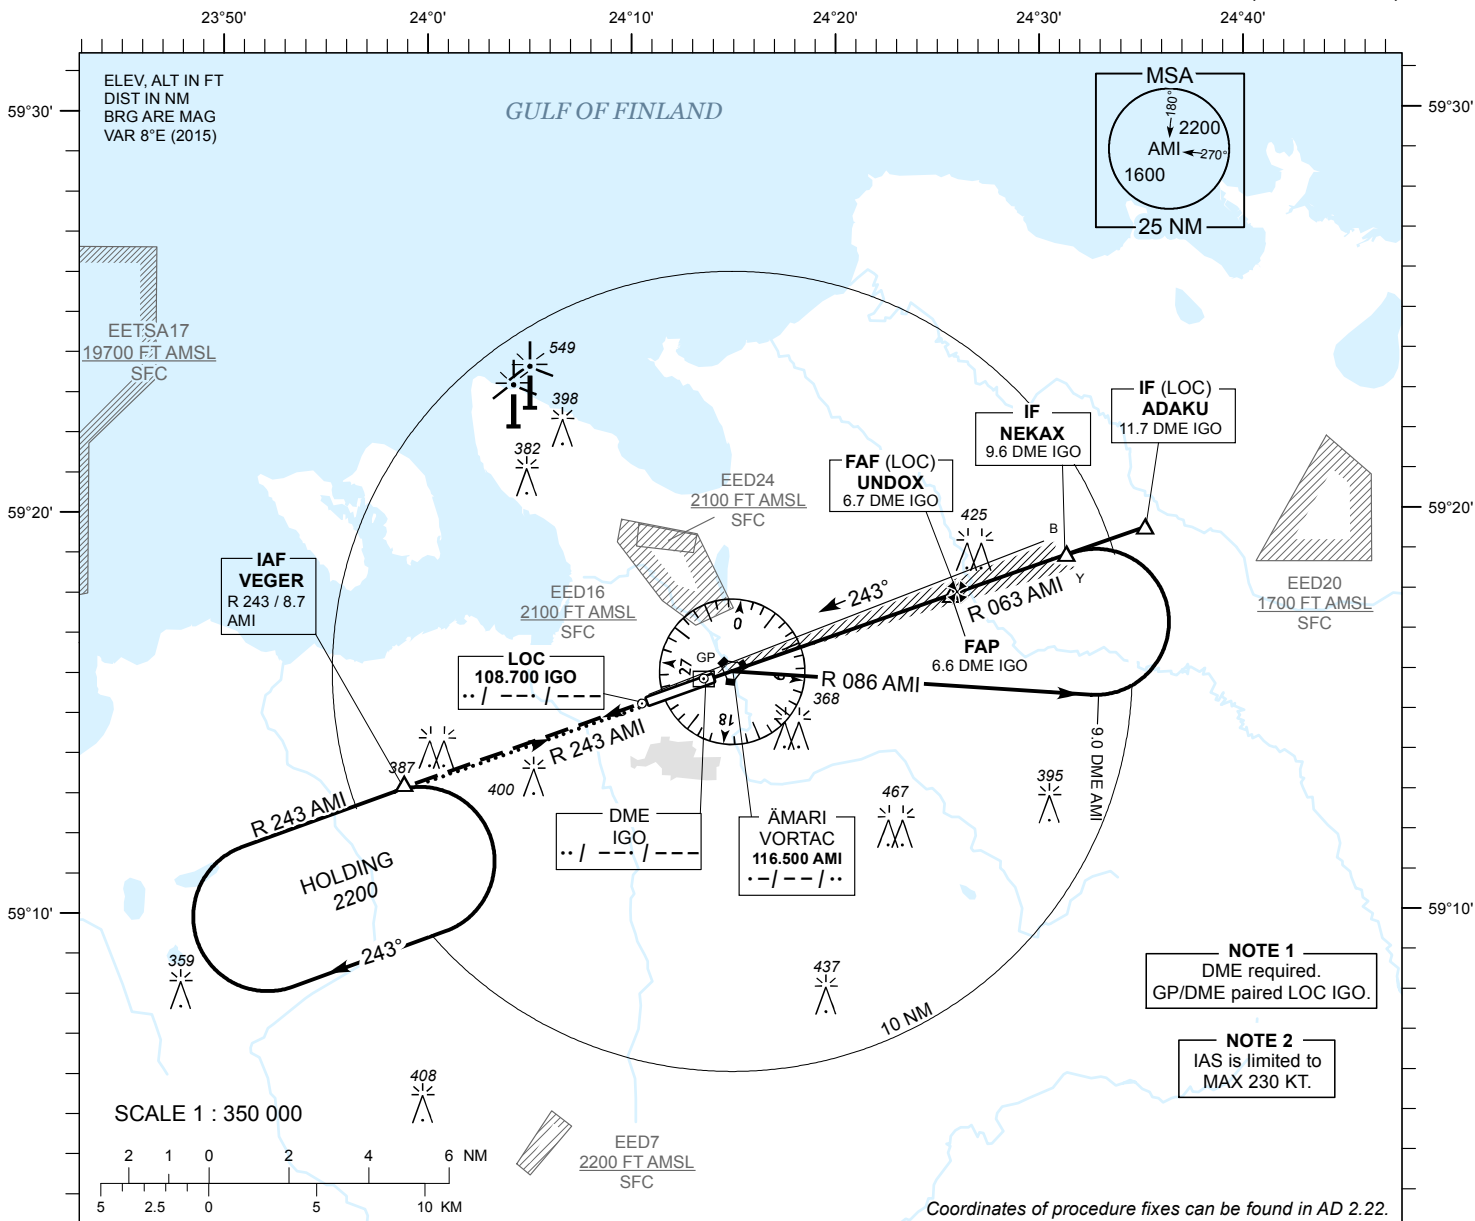 23°50' 24°0' 24°10' 24°20' 24°30' 24°40'
ELEV, ALT IN FT
DIST IN NM
BRG ARE MAG
VAR 8°E (2015)
GULF OF FINLAND
MSA
180°
2200
AMI
270°
1600
25 NM
59°30' 59°30'
EETSA17
19700 FT AMSL
SFC
549
398
382
IF (LOC)
ADAKU
11.7 DME IGO
IF
NEKAX
9.6 DME IGO
FAF (LOC)
UNDOX
6.7 DME IGO
EED24
2100 FT AMSL
SFC
59°20' 59°20'
425
B
Y
IAF
VEGER
R 243 / 8.7
AMI
EED16
2100 FT AMSL
SFC
EED20
1700 FT AMSL
SFC
243°
R 063 AMI
FAP
6.6 DME IGO
LOC
108.700 IGO
GP
0
9
18
27
R 086 AMI
368
R 243 AMI
387
400
9.0 DME AMI
395
467
R 243 AMI
HOLDING
2200
243°
DME
IGO
ÄMARI
VORTAC
116.500 AMI
59°10' 59°10'
359
437
10 NM
NOTE 1
DME required.
GP/DME paired LOC IGO.
NOTE 2
IAS is limited to
MAX 230 KT.
408
SCALE 1 : 350 000
2 1 0 2 4 6 NM
5 2.5 0 5 10 KM
EED7
2200 FT AMSL
SFC
Coordinates of procedure fixes can be found in AD 2.22.